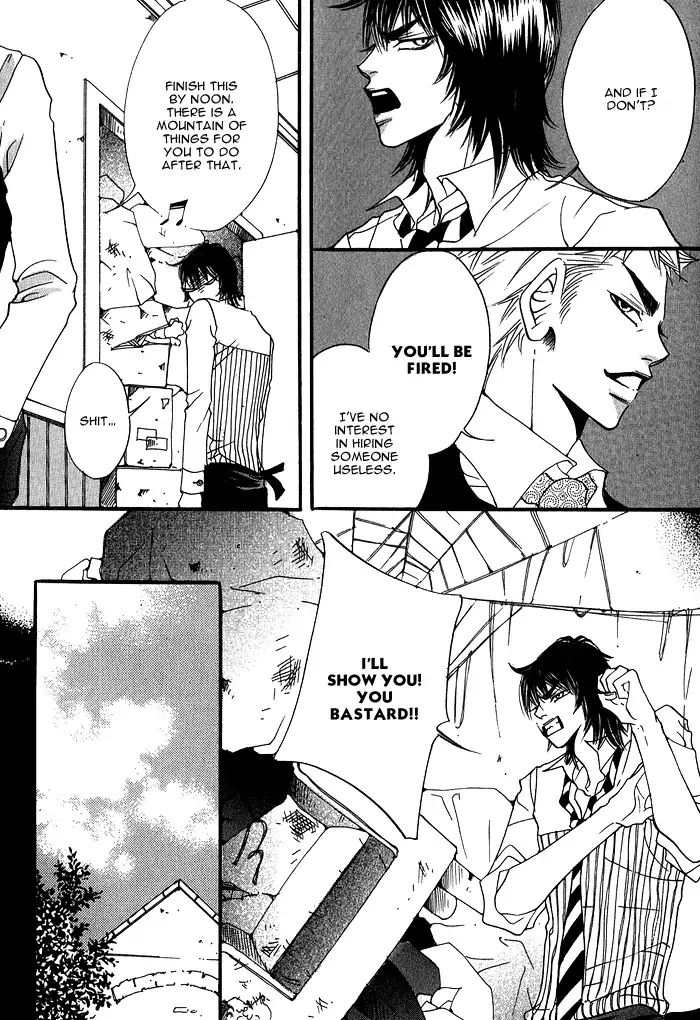 AND IF I
DON'T?
YOU'LL BE
FIRED!
I'VE NO
INTEREST
IN HIRING
SOMEONE
USELESS.
FINISH THIS
BY NOON.
THERE IS A
MOUNTAIN OF
THINGS FOR
YOU TO DO
AFTER THAT.
SHIT...
I'LL
SHOW YOU!
YOU
BASTARD!!